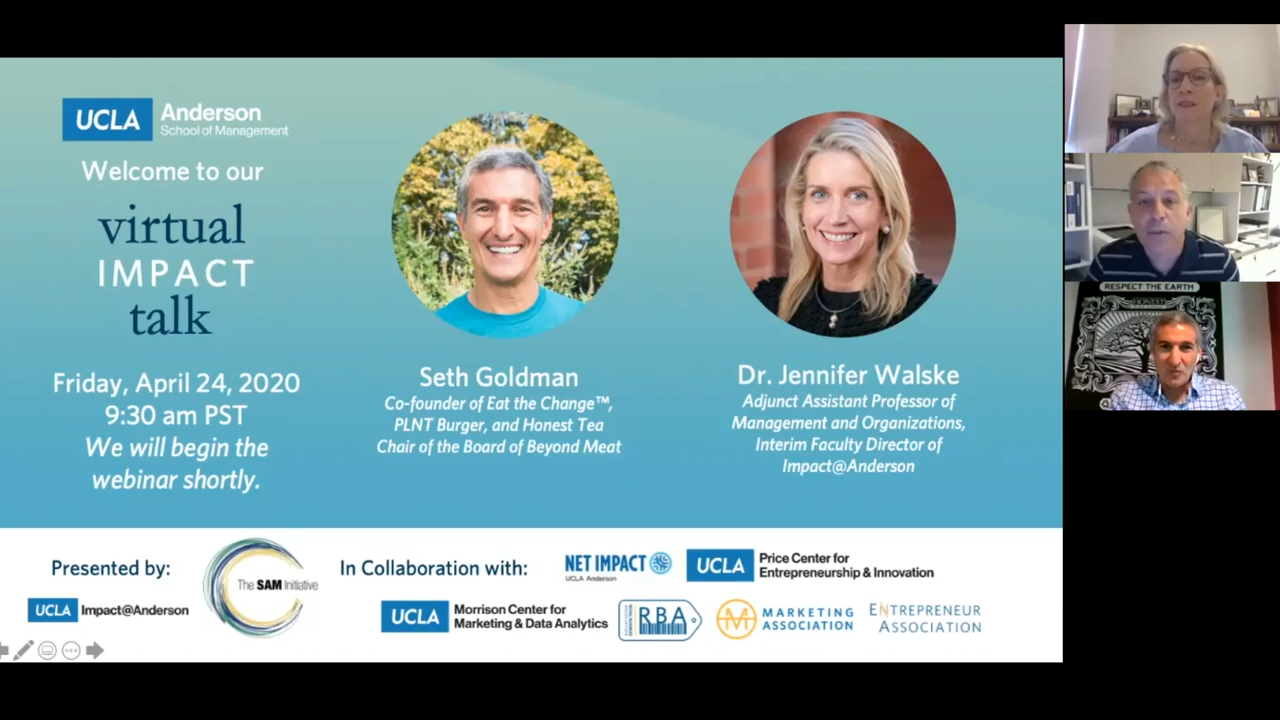 UCLA Anderson
School of Management
Welcome to our
virtual
IMPACT
talk
Friday, April 24, 2020
9:30 am PST
We will begin the
webinar shortly.
Seth Goldman
Co-founder of Eat the Change™,
PLNT Burger, and Honest Tea
Chair of the Board of Beyond Meat
Dr. Jennifer Walske
Adjunct Assistant Professor of
Management and Organizations,
Interim Faculty Director of
Impact@Anderson
RESPECT THE EARTH
HONEST
Presented by:
UCLA Impact@Anderson
The SAM Initiative
In Collaboration with:
NET IMPACT
UCLA Anderson
UCLA Price Center for
Entrepreneurship & Innovation
UCLA Morrison Center for
Marketing & Data Analytics
RBA
MARKETING
ASSOCIATION
ENTREPRENEUR
ASSOCIATION